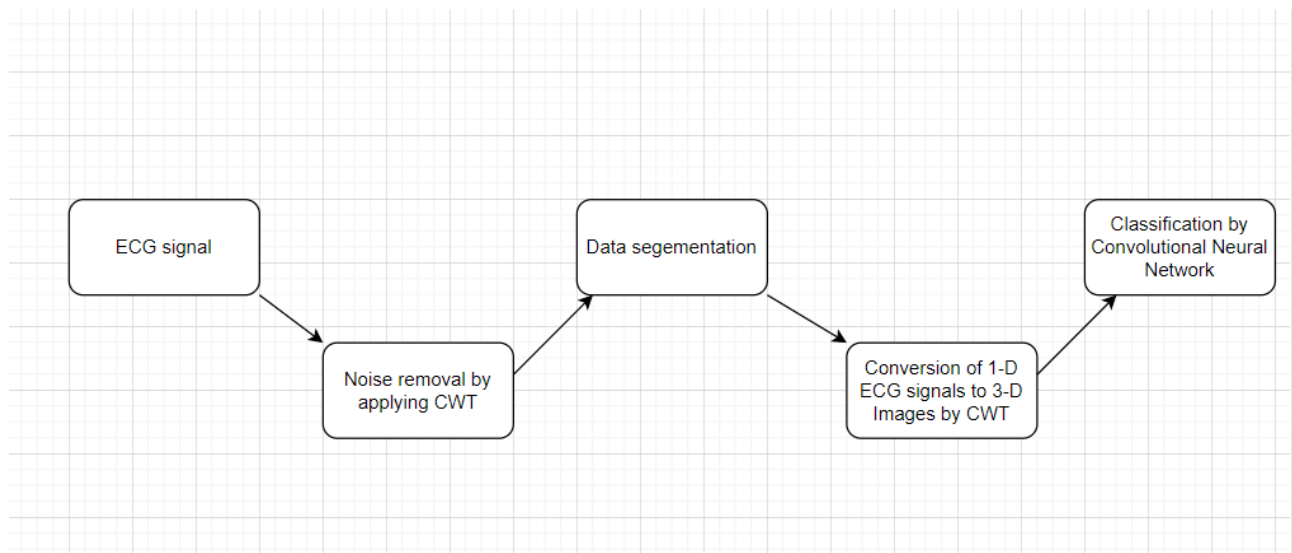 ECG signal
Noise removal by
applying CWT
Data segementation
Conversion of 1-D
ECG signals to 3-D
Images by CWT
Classification by
Convolutional Neural
Network